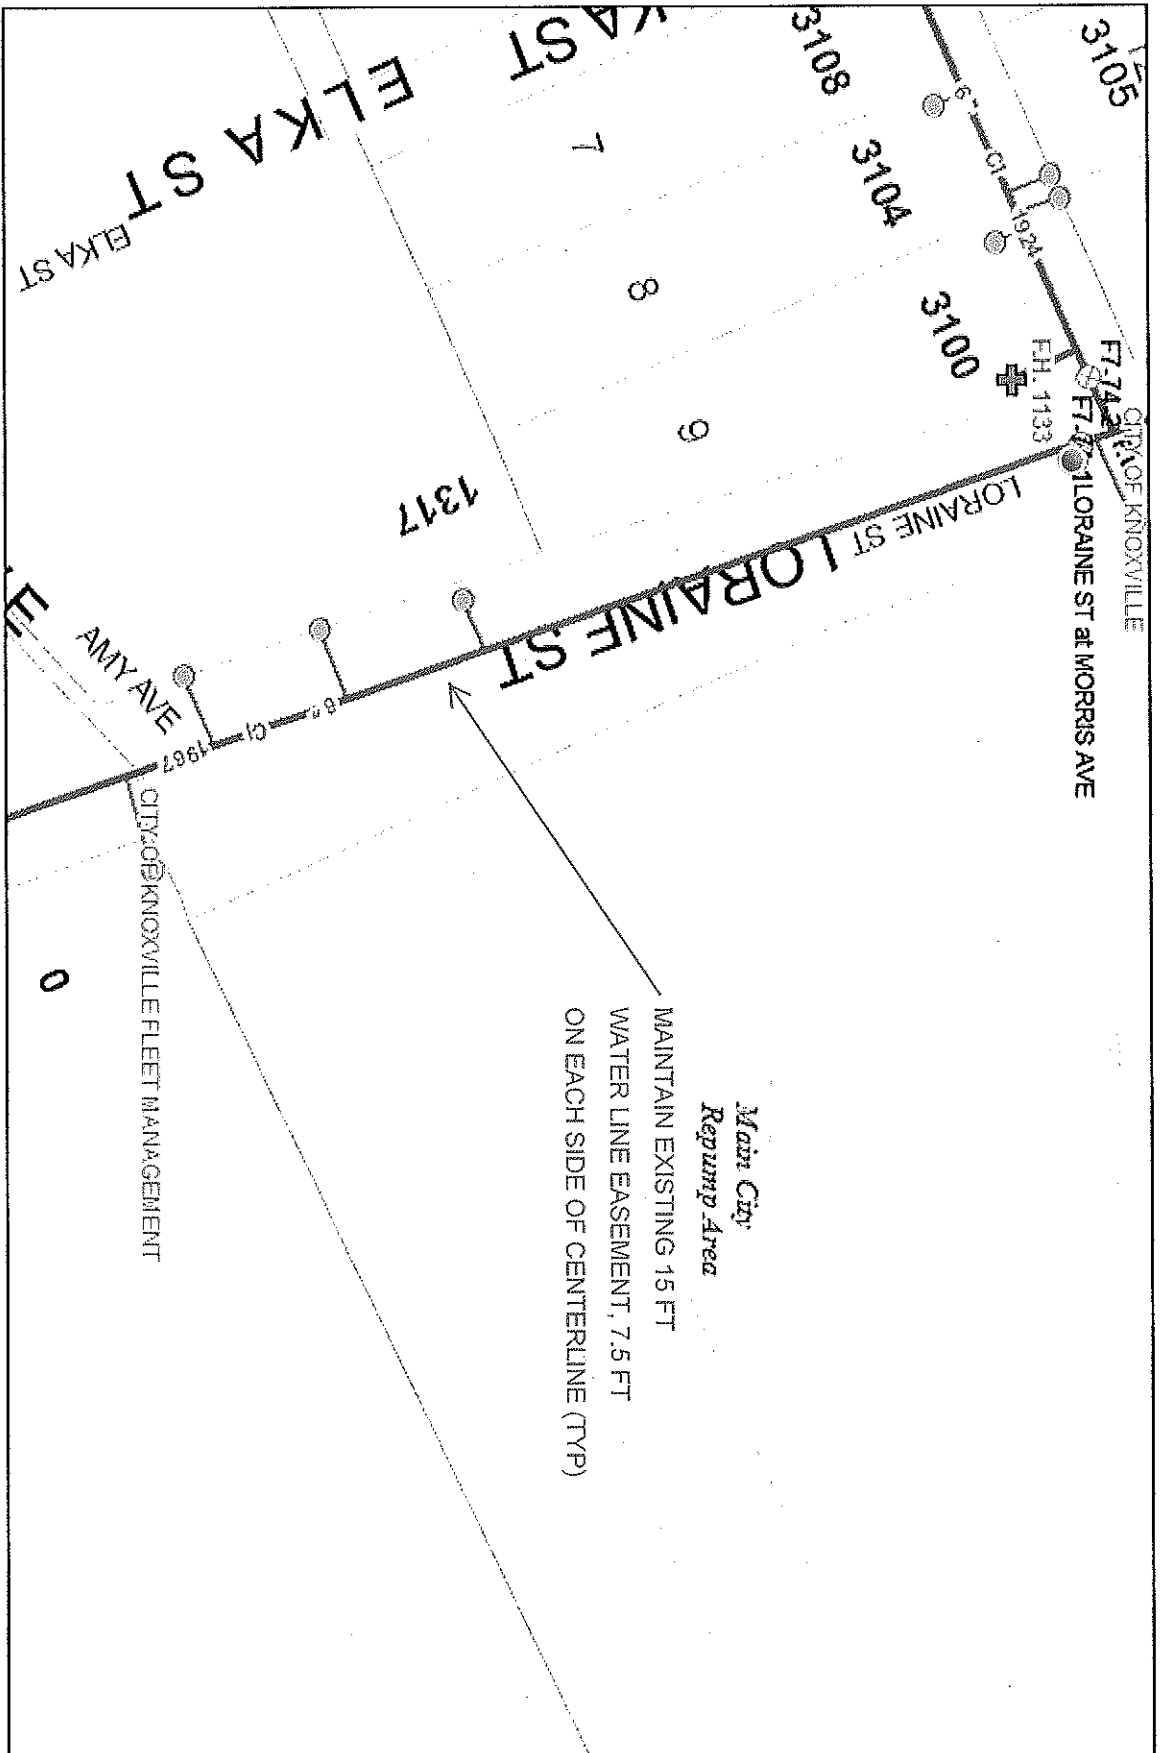 3105
3108
3104
3100
6" CI 1924
7
8
9
ELKA ST
ELKA ST
ST
1317
F.H. 1133
CITY OF KNOXVILLE
LORAINE ST at MORRIS AVE
LORAINE ST
LORAINE ST
8" CI 1967
AMY AVE
CITY OF KNOXVILLE FLEET MANAGEMENT
0
Main City
Repump Area
MAINTAIN EXISTING 15 FT
WATER LINE EASEMENT, 7.5 FT
ON EACH SIDE OF CENTERLINE (TYP)